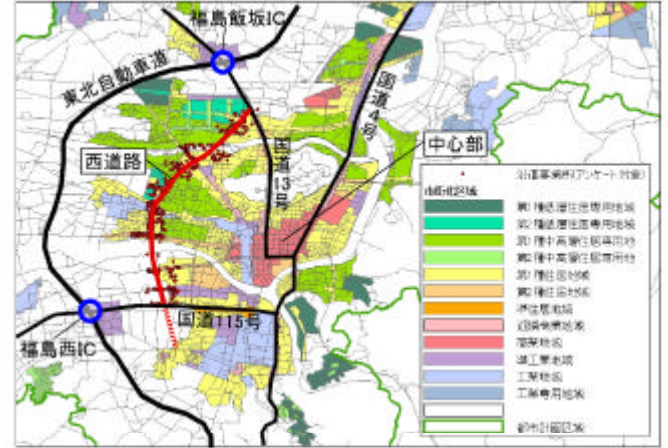 福島飯坂IC
東北自動車道
国道4号
国道13号
中心部
西道路
国道115号
福島西IC
沿道事業所(アンケート対象)
市街化区域
第1種低層住居専用地域
第2種低層住居専用地域
第1種中高層住居専用地
第2種中高層住居専用地
第1種住居地域
第2種住居地域
準住居地域
近隣商業地域
商業地域
準工業地域
工業地域
工業専用地域
都市計画区域